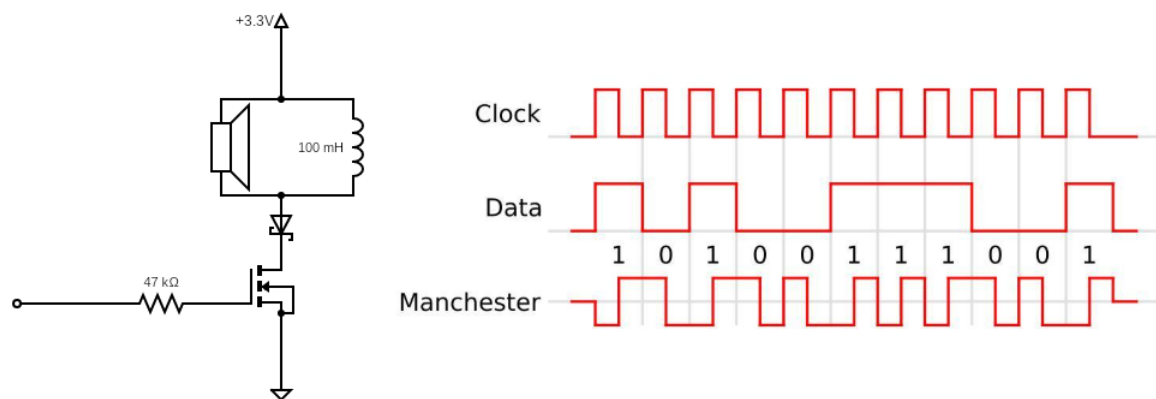 +3.3V
100 mH
47 kΩ
Clock
Data
1 0 1 0 0 1 1 1 0 0 1
Manchester